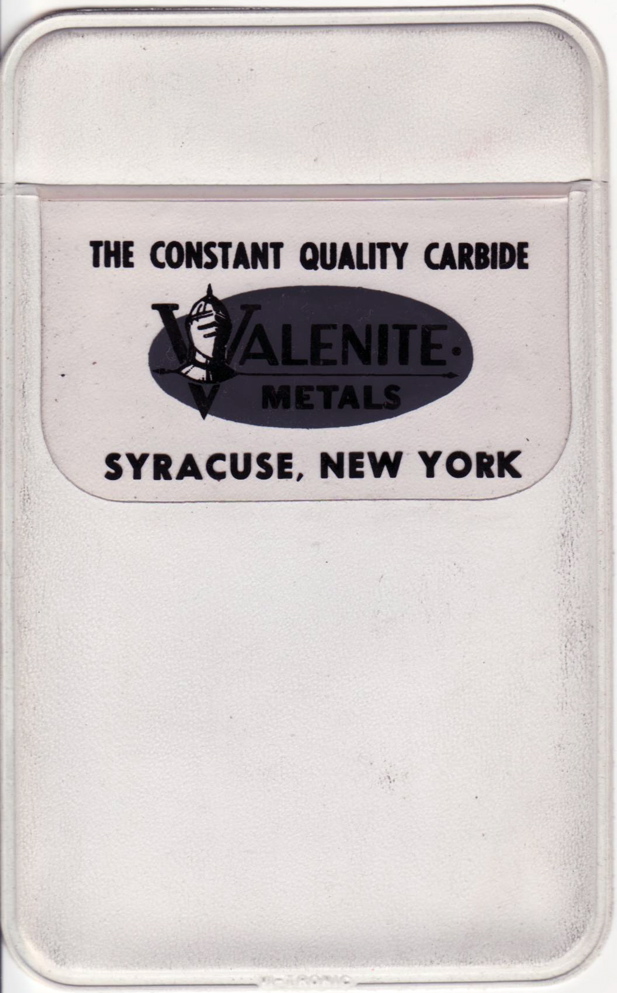 THE CONSTANT QUALITY CARBIDE
VALENITE.
METALS
SYRACUSE, NEW YORK